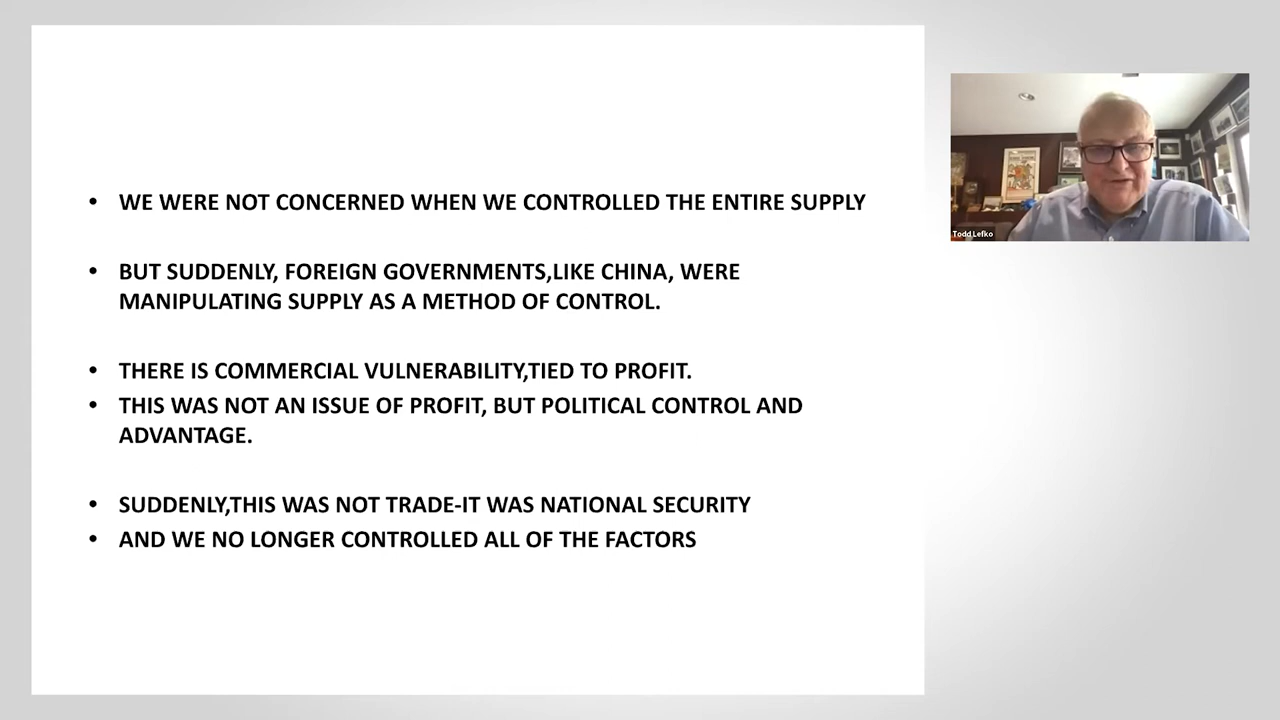 • WE WERE NOT CONCERNED WHEN WE CONTROLLED THE ENTIRE SUPPLY
• BUT SUDDENLY, FOREIGN GOVERNMENTS,LIKE CHINA, WERE
MANIPULATING SUPPLY AS A METHOD OF CONTROL.
• THERE IS COMMERCIAL VULNERABILITY,TIED TO PROFIT.
• THIS WAS NOT AN ISSUE OF PROFIT, BUT POLITICAL CONTROL AND
ADVANTAGE.
• SUDDENLY,THIS WAS NOT TRADE-IT WAS NATIONAL SECURITY
• AND WE NO LONGER CONTROLLED ALL OF THE FACTORS
Todd Lefko